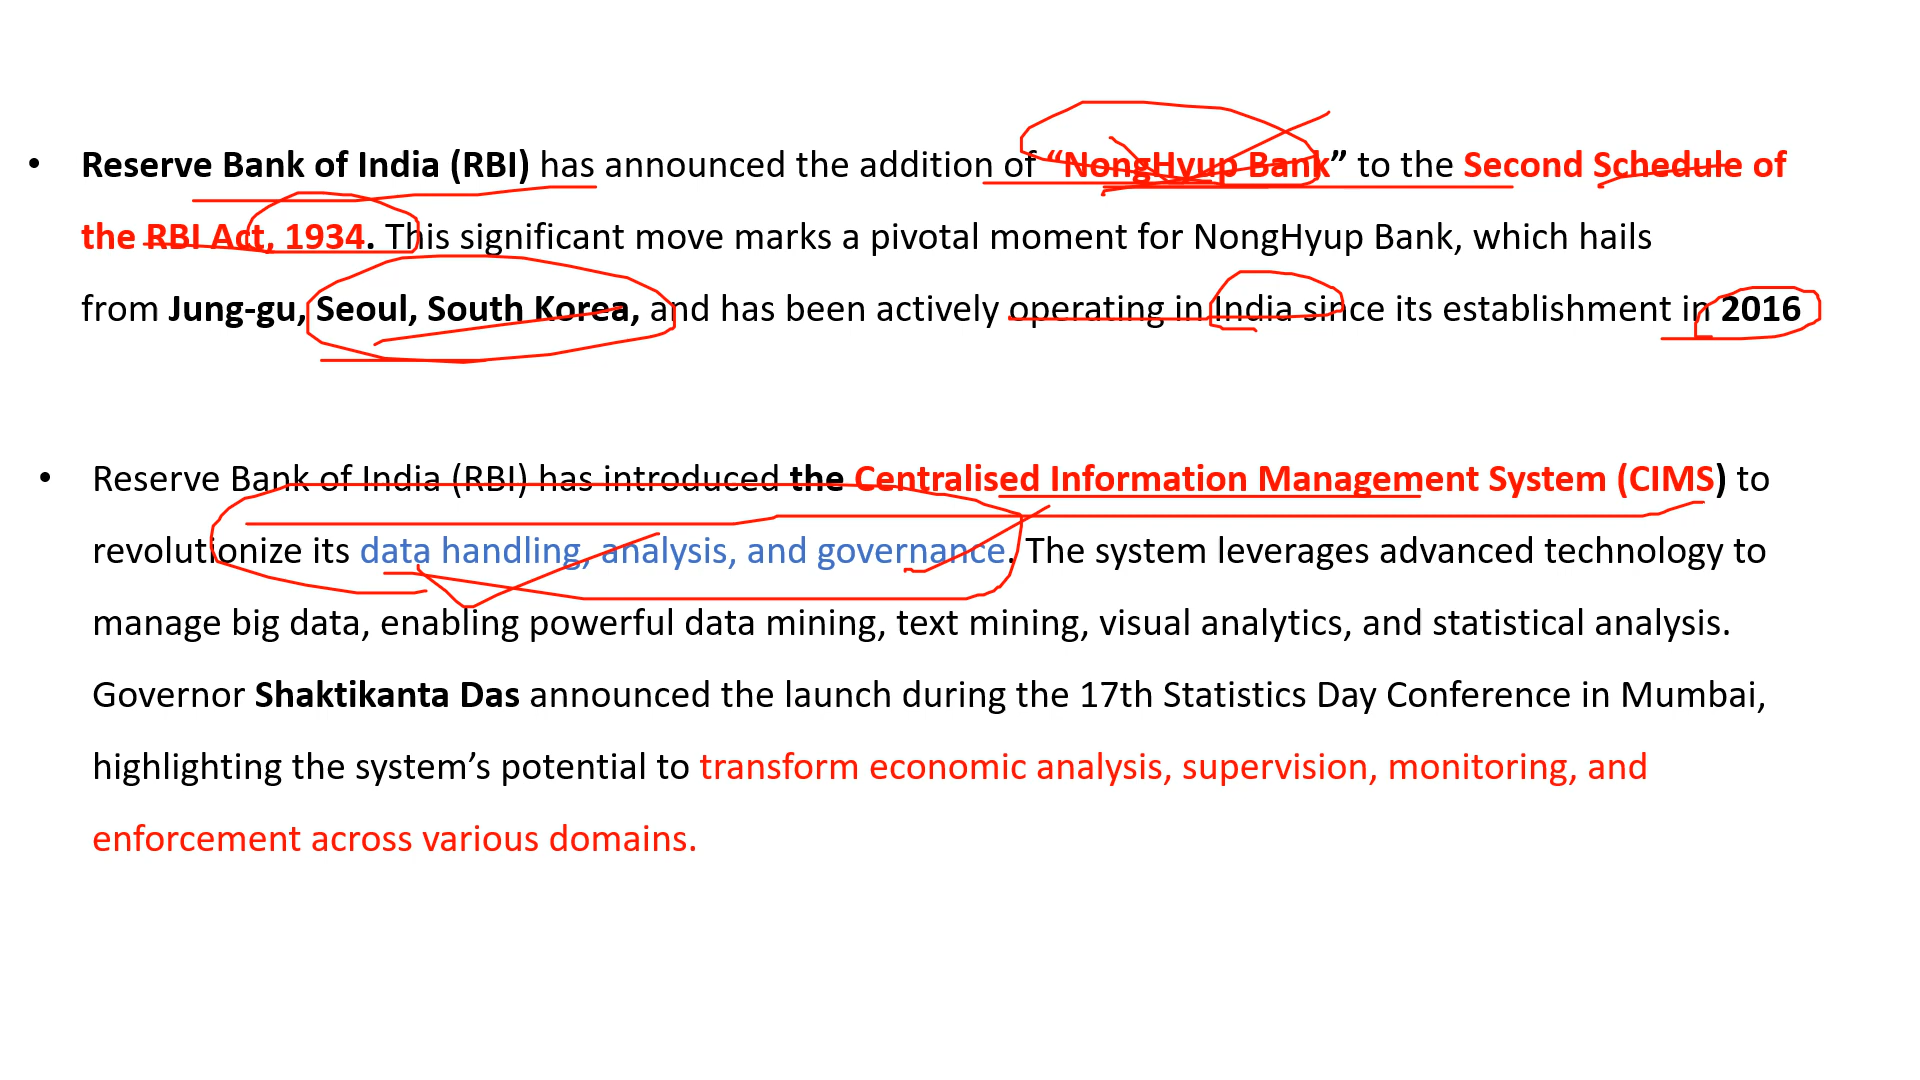 • Reserve Bank of India (RBI) has announced the addition of “NongHyup Bank” to the Second Schedule of
the RBI Act, 1934. This significant move marks a pivotal moment for NongHyup Bank, which hails
from Jung-gu, Seoul, South Korea, and has been actively operating in India since its establishment in 2016
• Reserve Bank of India (RBI) has introduced the Centralised Information Management System (CIMS) to
revolutionize its data handling, analysis, and governance. The system leverages advanced technology to
manage big data, enabling powerful data mining, text mining, visual analytics, and statistical analysis.
Governor Shaktikanta Das announced the launch during the 17th Statistics Day Conference in Mumbai,
highlighting the system’s potential to transform economic analysis, supervision, monitoring, and
enforcement across various domains.